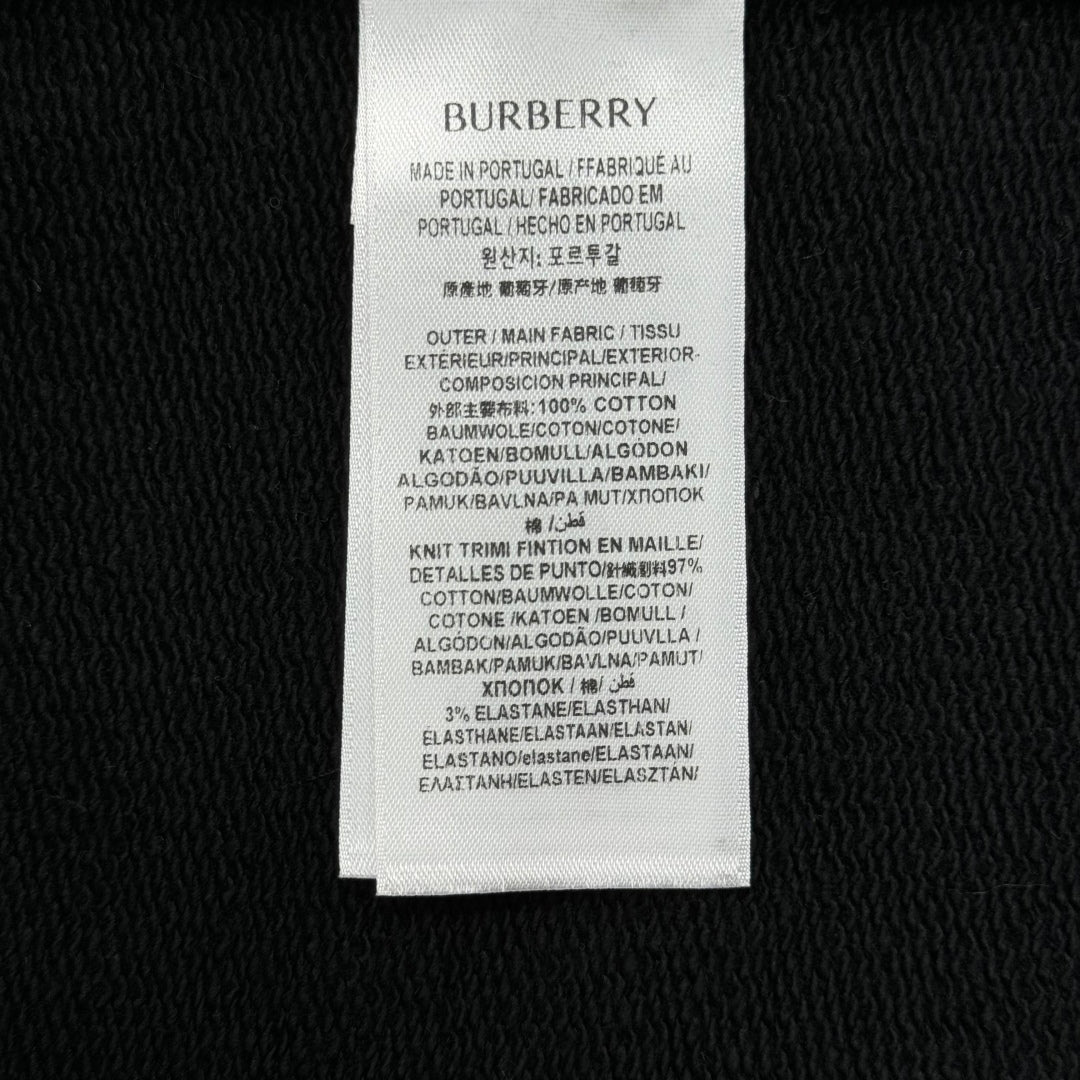 BURBERRY
MADE IN PORTUGAL / FFABRIQUÉ AU
PORTUGAL/ FABRICADO EM
PORTUGAL / HECHO EN PORTUGAL
원산지: 포르투갈
原產地 葡萄牙/原产地 葡萄牙
OUTER / MAIN FABRIC / TISSU
EXTÉRIEUR/PRINCIPAL/EXTERIOR-
COMPOSICION PRINCIPAL/
外部主要布料:100% COTTON
BAUMWOLE/COTON/COTONE/
KATOEN/BOMULL/ALGÓDON
ALGODÃO/PUUVILLA/BAMBAKI/
PAMUK/BAVLNA/PA MUT/ХПОПОК
棉 /قطن
KNIT TRIMI FINTION EN MAILLE/
DETALLES DE PUNTO/針織剖料97%
COTTON/BAUMWOLLE/COTON/
COTONE /KATOEN /BOMULL /
ALGÓDON/ALGODÃO/PUUVLLA /
BAMBAK/PAMUK/BAVLNA/PAMUT/
ХПОПОК / 棉/ قطن
3% ELASTANE/ELASTHAN/
ELASTHANE/ELASTAAN/ELASTAN/
ELASTANO/elastane/ELASTAAN/
ΕΛΑΣΤΑΝΗ/ELASTEN/ELASZTÁN/